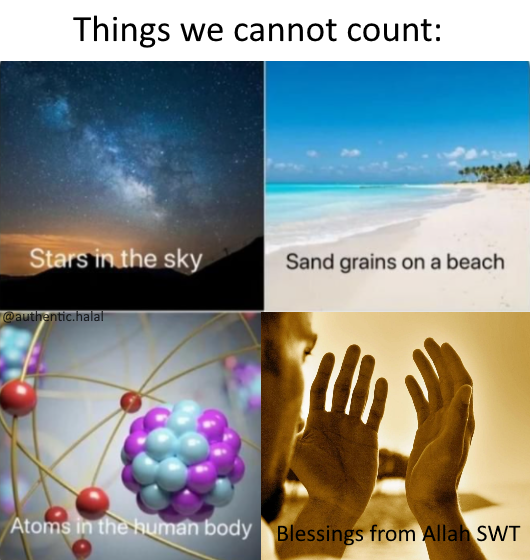 Things we cannot count:
Stars in the sky
Sand grains on a beach
@authentic.halal
Atoms in the human body
Blessings from Allah SWT